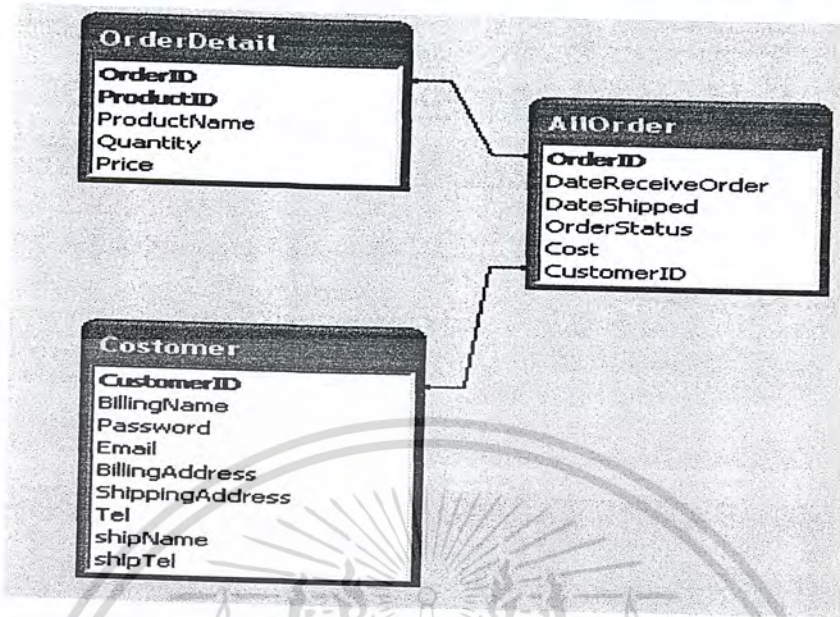 OrderDetail
OrderID
ProductID
ProductName
Quantity
Price
AllOrder
OrderID
DateReceiveOrder
DateShipped
OrderStatus
Cost
CustomerID
Costomer
CustomerID
BillingName
Password
Email
BillingAddress
ShippingAddress
Tel
shipName
shipTel